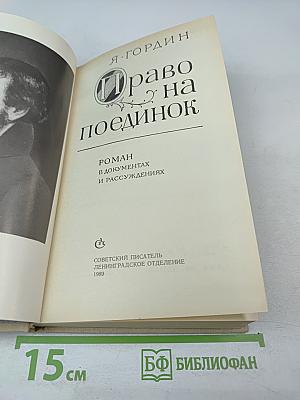 Я·ГОРДИН
Право
на
поединок
РОМАН
В ДОКУМЕНТАХ
И РАССУЖДЕНИЯХ
СОВЕТСКИЙ ПИСАТЕЛЬ
ЛЕНИНГРАДСКОЕ ОТДЕЛЕНИЕ
1989
15 см
БФ БИБЛИОФАН